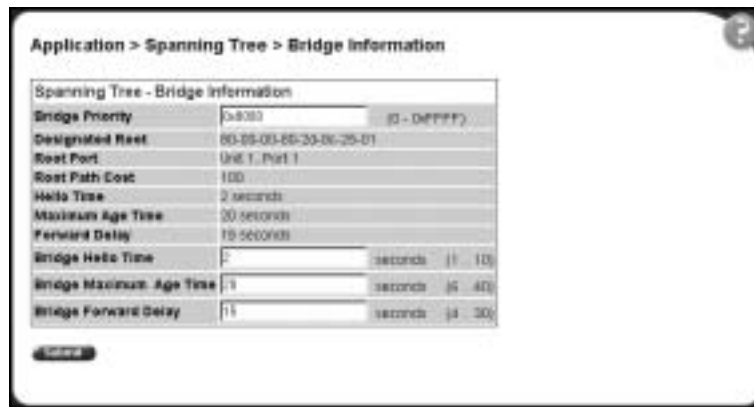 Application > Spanning Tree > Bridge Information
Spanning Tree - Bridge Information
Bridge Priority 0x8000 (0 - 0xFFFF)
Designated Root
Root Port Unit 1, Port 1
Root Path Cost 100
Hello Time 2 seconds
Maximum Age Time 20 seconds
Forward Delay 15 seconds
Bridge Hello Time 2 seconds (1 .. 10)
Bridge Maximum Age Time seconds (6 .. 40)
Bridge Forward Delay 15 seconds (4 .. 30)
Submit
?